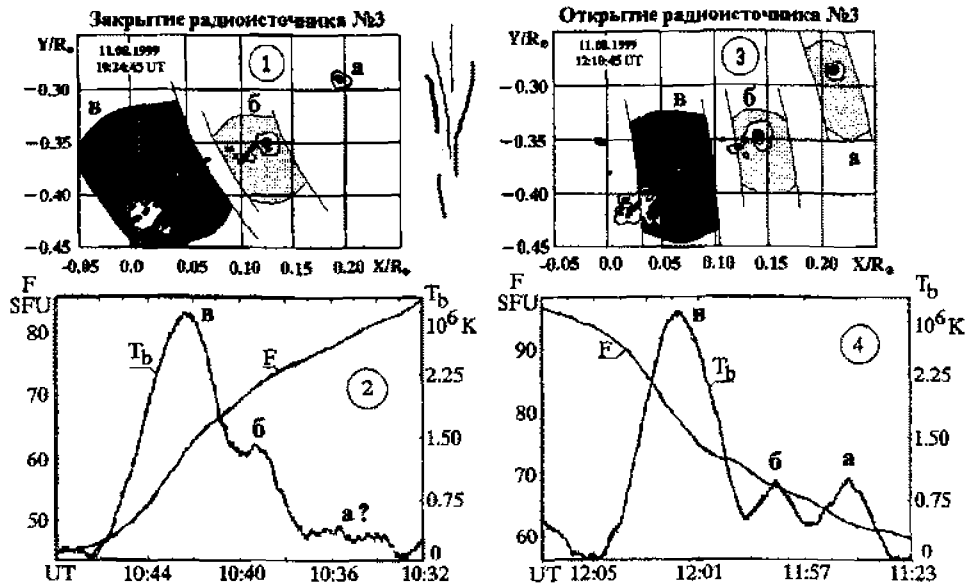 Закрытие радиоисточника №3
Y/R⊙
11.08.1999
10:24:45 UT
1
а
б
в
−0.30
−0.35
−0.40
−0.45
-0.05 0.0 0.05 0.10 0.15 0.20 X/R⊙
Открытие радиоисточника №3
Y/R⊙
11.08.1999
12:10:45 UT
3
в
б
а
−0.30
−0.35
−0.40
−0.45
-0.05 0.0 0.05 0.10 0.15 0.20 X/R⊙
F
SFU
80
70
60
50
Tb
10⁶ K
2.25
1.50
0.75
0
в
Tb
F
2
б
а ?
UT 10:44 10:40 10:36 10:32
F
SFU
90
80
70
60
Tb
10⁶ K
2.25
1.50
0.75
0
в
F
Tb
4
б
а
UT 12:05 12:01 11:57 11:23